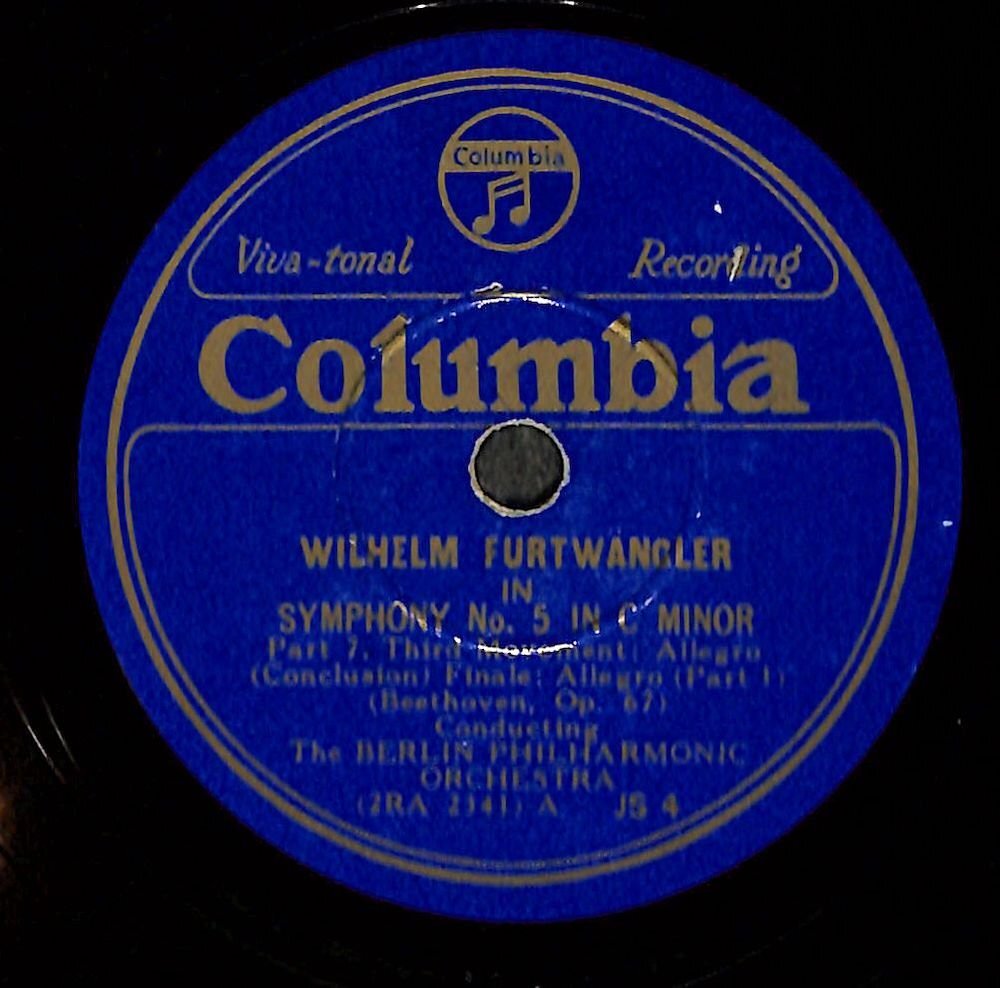 Columbia
Viva-tonal Recording
Columbia
WILHELM FURTWÄNGLER
IN
SYMPHONY No. 5 IN C MINOR
Part 7. Third Movement: Allegro
(Conclusion) Finale: Allegro (Part 1)
(Beethoven, Op. 67)
Conducting
The BERLIN PHILHARMONIC
ORCHESTRA
(2RA 2341) A JS 4